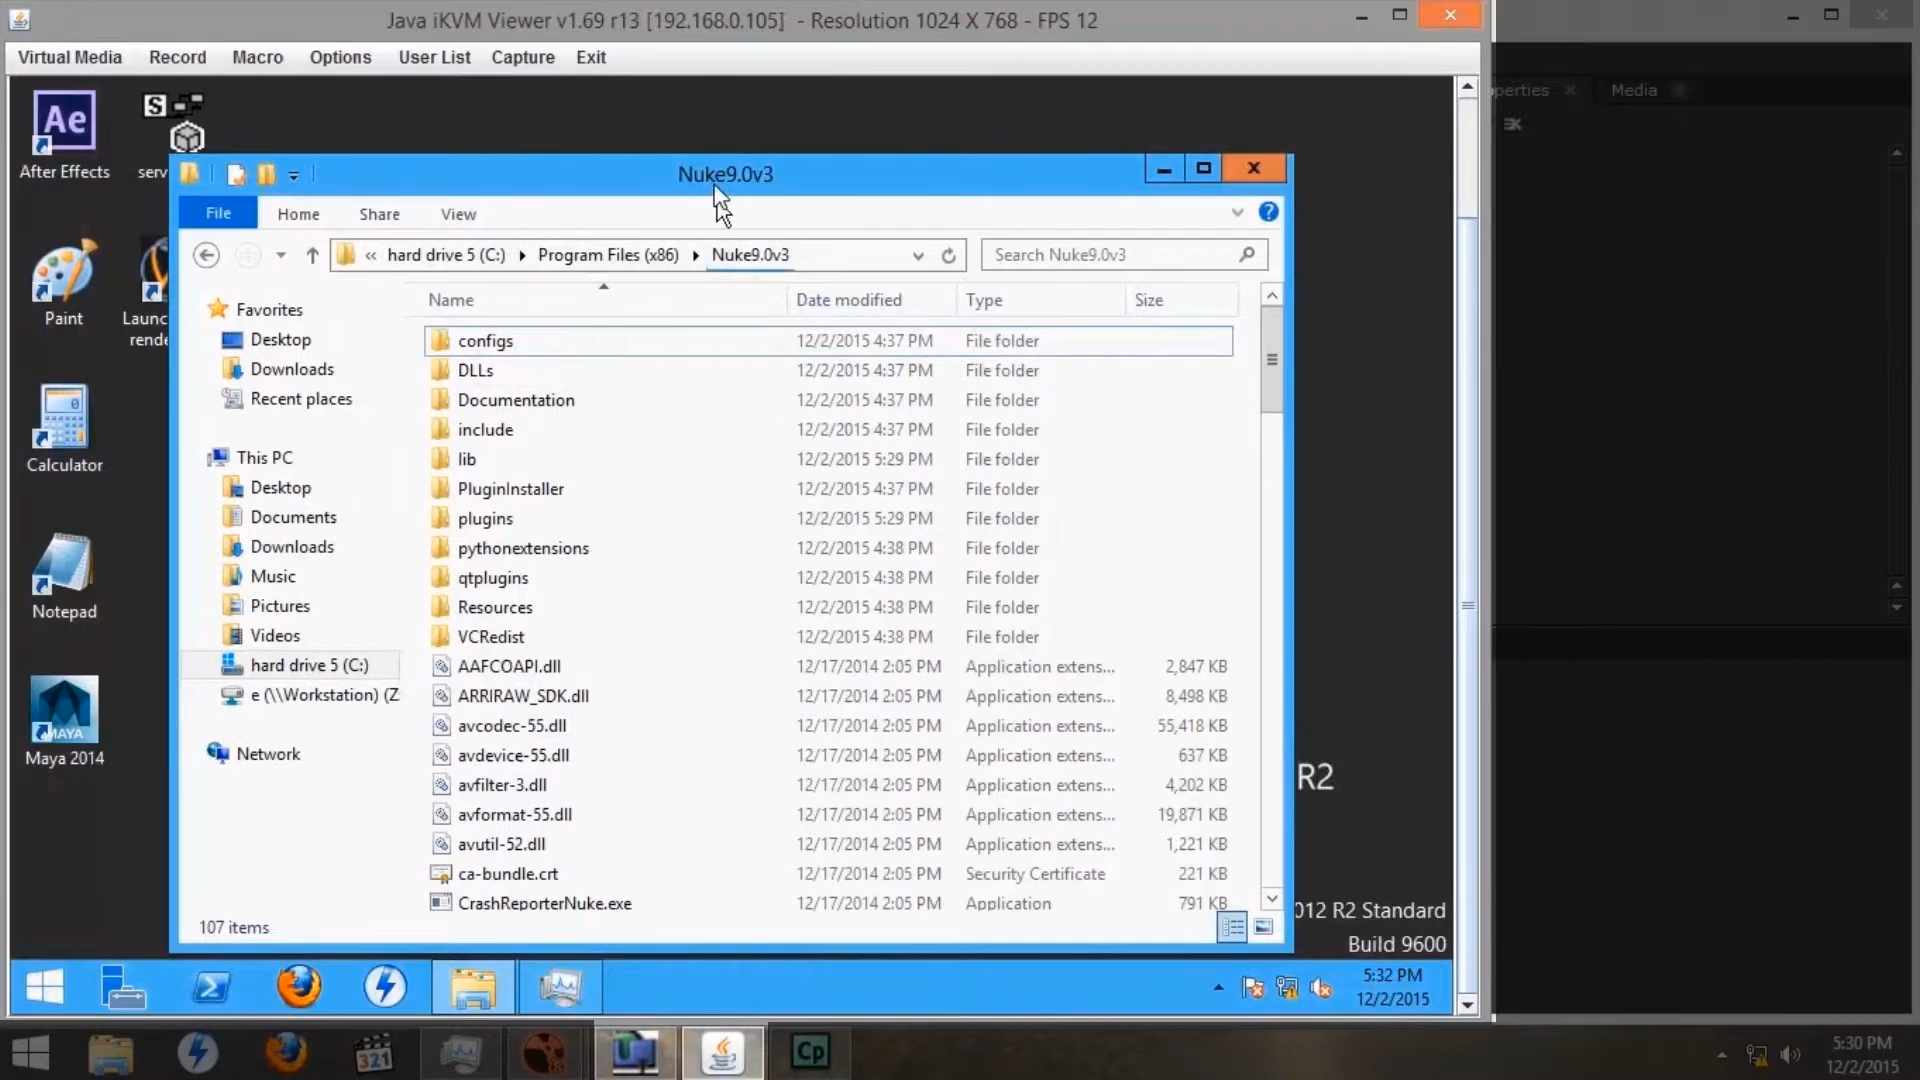 Java iKVM Viewer v1.69 r13 [192.168.0.105] - Resolution 1024 X 768 - FPS 12
Virtual Media Record Macro Options User List Capture Exit
perties Media
Ae
After Effects
S
serv
Nuke9.0v3
File Home Share View
« hard drive 5 (C:) Program Files (x86) Nuke9.0v3
Search Nuke9.0v3
Paint
Launc
rende
Calculator
Notepad
MAYA
Maya 2014
Favorites
Desktop
Downloads
Recent places
This PC
Desktop
Documents
Downloads
Music
Pictures
Videos
hard drive 5 (C:)
e (\\Workstation) (Z
Network
Name Date modified Type Size
configs 12/2/2015 4:37 PM File folder
DLLs 12/2/2015 4:37 PM File folder
Documentation 12/2/2015 4:37 PM File folder
include 12/2/2015 4:37 PM File folder
lib 12/2/2015 5:29 PM File folder
PluginInstaller 12/2/2015 4:37 PM File folder
plugins 12/2/2015 5:29 PM File folder
pythonextensions 12/2/2015 4:38 PM File folder
qtplugins 12/2/2015 4:38 PM File folder
Resources 12/2/2015 4:38 PM File folder
VCRedist 12/2/2015 4:38 PM File folder
AAFCOAPI.dll 12/17/2014 2:05 PM Application extens... 2,847 KB
ARRIRAW_SDK.dll 12/17/2014 2:05 PM Application extens... 8,498 KB
avcodec-55.dll 12/17/2014 2:05 PM Application extens... 55,418 KB
avdevice-55.dll 12/17/2014 2:05 PM Application extens... 637 KB
avfilter-3.dll 12/17/2014 2:05 PM Application extens... 4,202 KB
avformat-55.dll 12/17/2014 2:05 PM Application extens... 19,871 KB
avutil-52.dll 12/17/2014 2:05 PM Application extens... 1,221 KB
ca-bundle.crt 12/17/2014 2:05 PM Security Certificate 221 KB
CrashReporterNuke.exe 12/17/2014 2:05 PM Application 791 KB
107 items
R2
012 R2 Standard
Build 9600
5:32 PM
12/2/2015
321
Cp
5:30 PM
12/2/2015